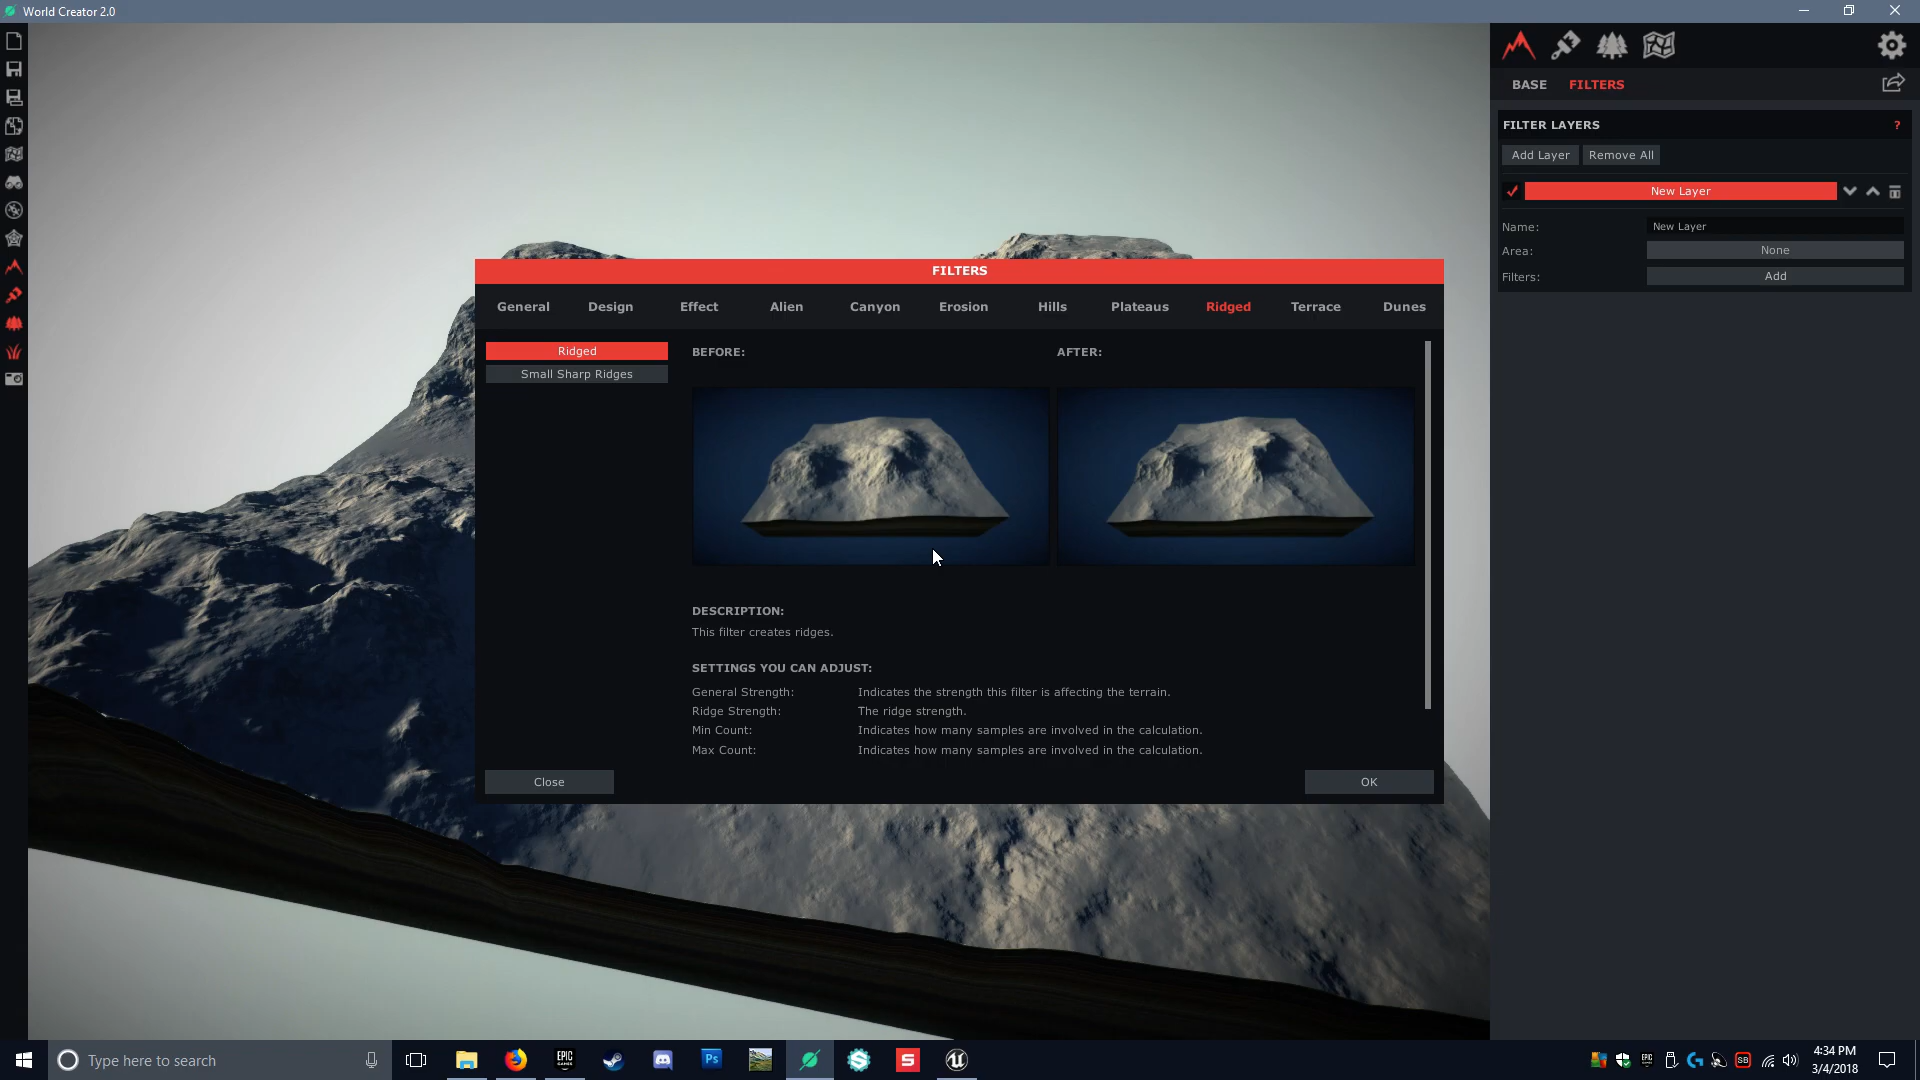 World Creator 2.0
BASE FILTERS
FILTER LAYERS ?
Add Layer Remove All
New Layer
Name: New Layer
Area: None
Filters: Add
FILTERS
General Design Effect Alien Canyon Erosion Hills Plateaus Ridged Terrace Dunes
Ridged
Small Sharp Ridges
BEFORE: AFTER:
DESCRIPTION:
This filter creates ridges.
SETTINGS YOU CAN ADJUST:
General Strength: Indicates the strength this filter is affecting the terrain.
Ridge Strength: The ridge strength.
Min Count: Indicates how many samples are involved in the calculation.
Max Count: Indicates how many samples are involved in the calculation.
Close OK
Type here to search
EPIC GAMES
Ps
S
S
SB
4:34 PM
3/4/2018